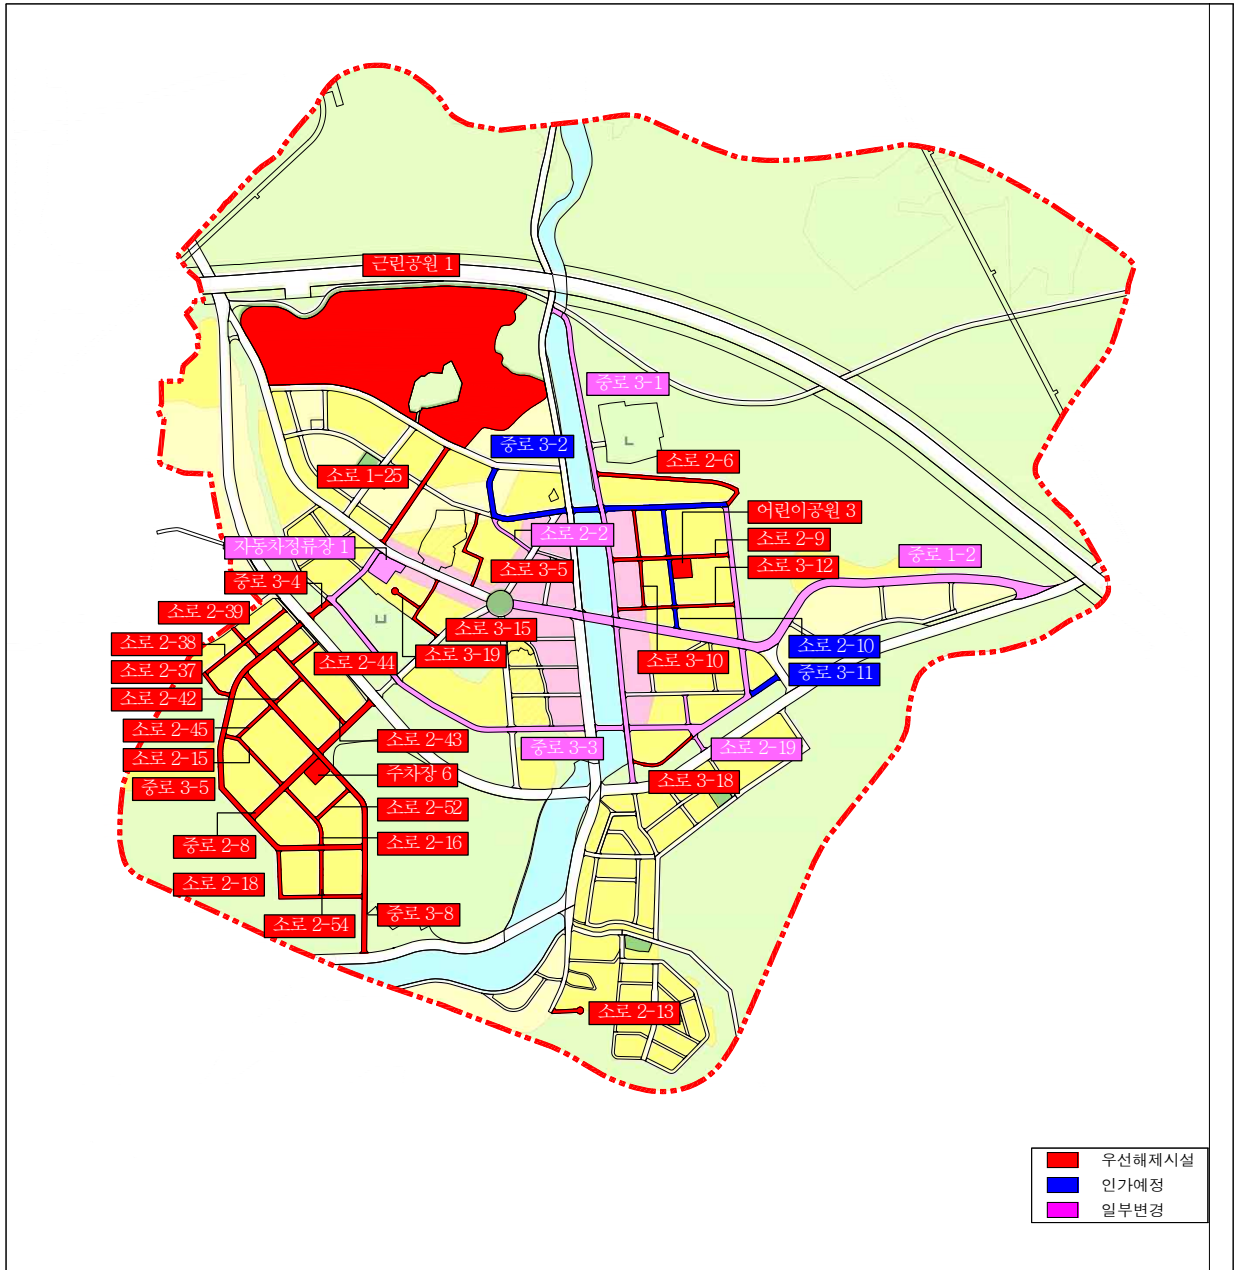 근린공원 1
중로 3-1
중로 3-2
소로 2-6
소로 1-25
어린이공원 3
소로 2-2
소로 2-9
자동차정류장 1
중로 1-2
소로 3-5
소로 3-12
중로 3-4
소로 2-39
소로 3-15
소로 2-38
소로 2-10
소로 3-19
소로 2-44
소로 3-10
소로 2-37
중로 3-11
소로 2-42
소로 2-45
소로 2-43
중로 3-3
소로 2-19
소로 2-15
주차장 6
소로 3-18
중로 3-5
소로 2-52
소로 2-16
중로 2-8
소로 2-18
중로 3-8
소로 2-54
소로 2-13
우선해제시설
인가예정
일부변경